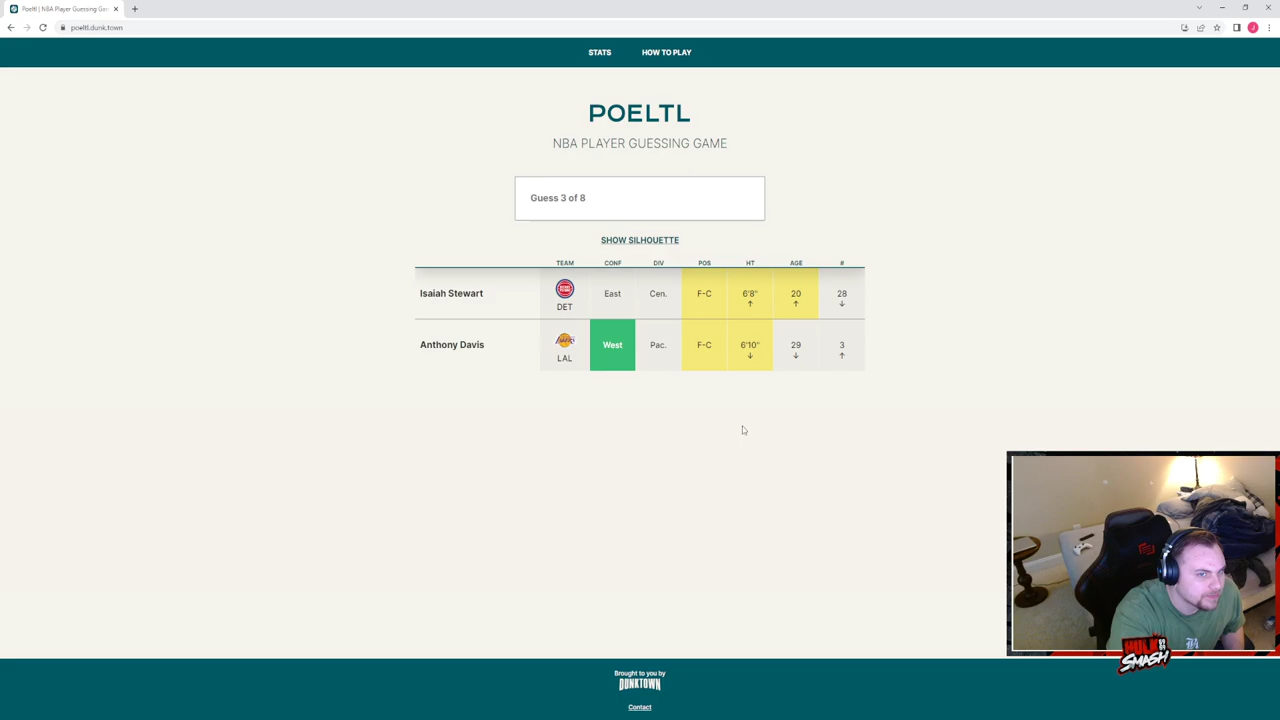 Poeltl | NBA Player Guessing Gam
poeltl.dunk.town
J
STATS
HOW TO PLAY
POELTL
NBA PLAYER GUESSING GAME
Guess 3 of 8
SHOW SILHOUETTE
TEAM CONF DIV POS HT AGE #
Isaiah Stewart DET East Cen. F-C 6'8" ↑ 20 ↑ 28 ↓
Anthony Davis LAL West Pac. F-C 6'10" ↓ 29 ↓ 3 ↑
HULK
SMASH
Brought to you by
DUNKTOWN
Contact